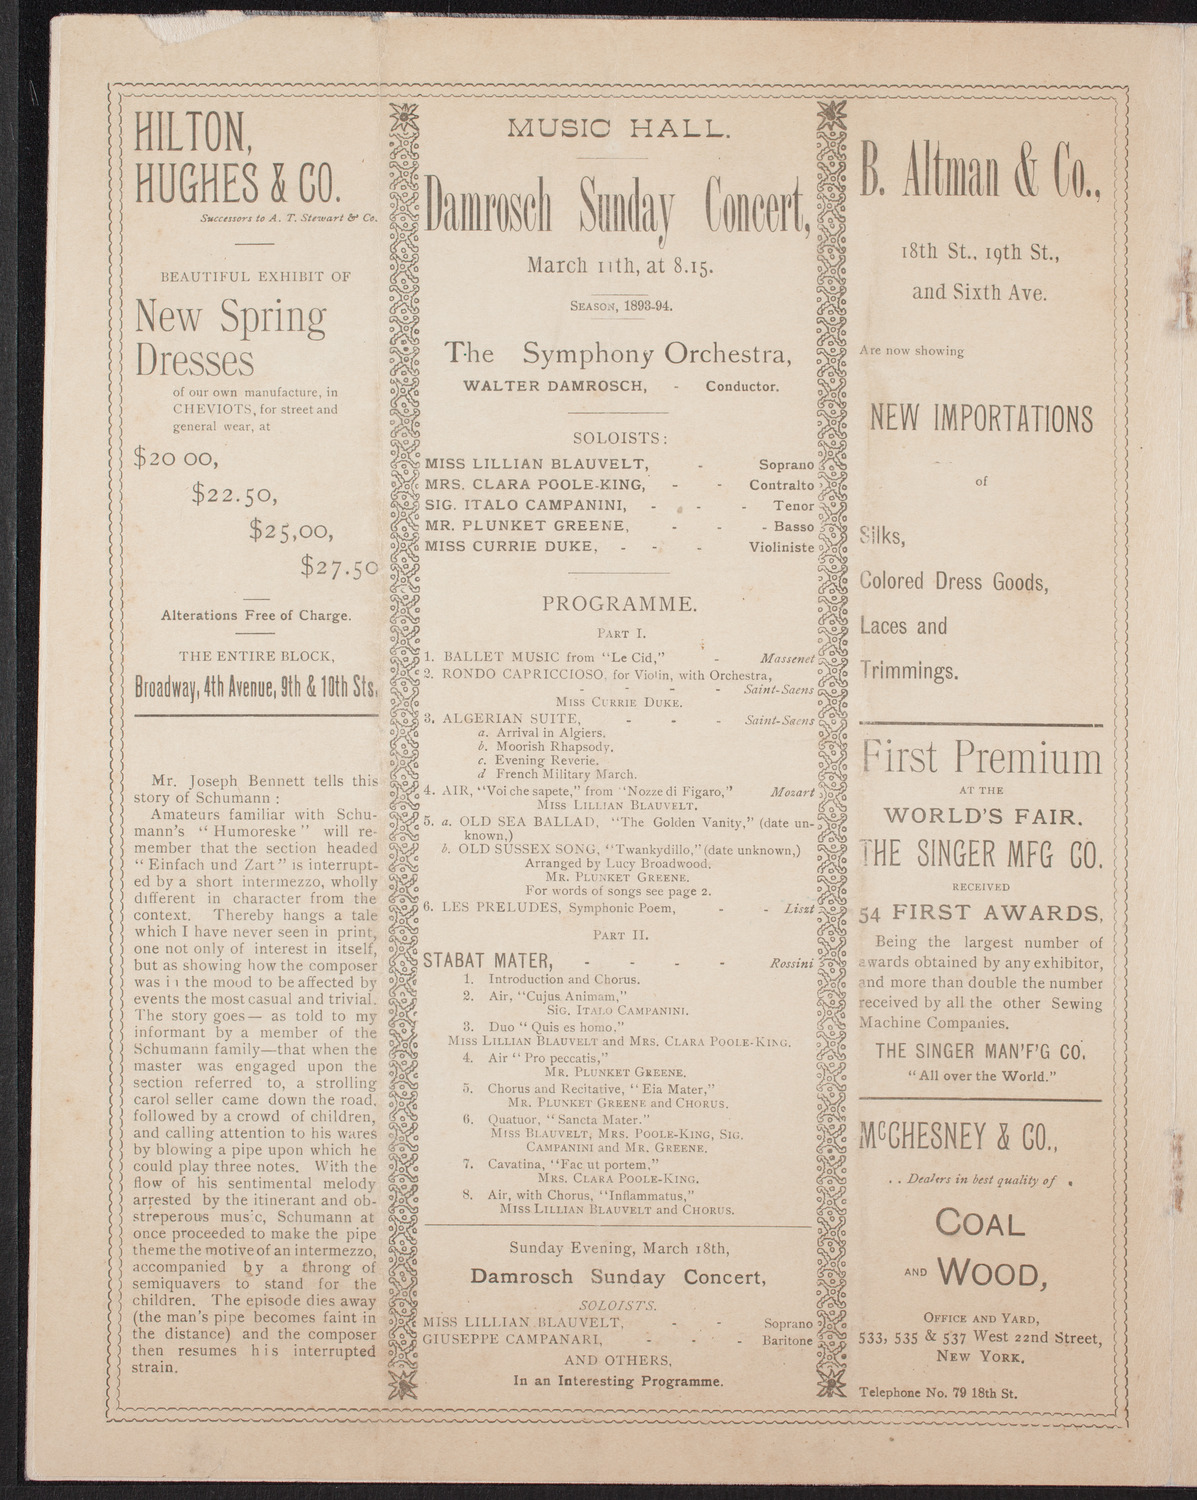 HILTON,
HUGHES & CO.
Successors to A. T. Stewart & Co.
BEAUTIFUL EXHIBIT OF
New Spring
Dresses
of our own manufacture, in
CHEVIOTS, for street and
general wear, at
$20 00,
$22.50,
$25,00,
$27.50
Alterations Free of Charge.
THE ENTIRE BLOCK,
Broadway, 4th Avenue, 9th & 10th Sts.
Mr. Joseph Bennett tells this
story of Schumann :
Amateurs familiar with Schu-
mann's "Humoreske" will re-
member that the section headed
"Einfach und Zart" is interrupt-
ed by a short intermezzo, wholly
different in character from the
context. Thereby hangs a tale
which I have never seen in print,
one not only of interest in itself,
but as showing how the composer
was in the mood to be affected by
events the most casual and trivial.
The story goes— as told to my
informant by a member of the
Schumann family—that when the
master was engaged upon the
section referred to, a strolling
carol seller came down the road,
followed by a crowd of children,
and calling attention to his wares
by blowing a pipe upon which he
could play three notes. With the
flow of his sentimental melody
arrested by the itinerant and ob-
streperous music, Schumann at
once proceeded to make the pipe
theme the motive of an intermezzo,
accompanied by a throng of
semiquavers to stand for the
children. The episode dies away
(the man's pipe becomes faint in
the distance) and the composer
then resumes his interrupted
strain.
MUSIC HALL.
Damrosch Sunday Concert,
March 11th, at 8.15.
SEASON, 1893-94.
The Symphony Orchestra,
WALTER DAMROSCH, - Conductor.
SOLOISTS:
MISS LILLIAN BLAUVELT, - Soprano
MRS. CLARA POOLE-KING, - - Contralto
SIG. ITALO CAMPANINI, - - - Tenor
MR. PLUNKET GREENE, - - - Basso
MISS CURRIE DUKE, - - - Violiniste
PROGRAMME.
PART I.
1. BALLET MUSIC from "Le Cid," - Massenet
2. RONDO CAPRICCIOSO, for Violin, with Orchestra,
- - - - Saint-Saens
MISS CURRIE DUKE.
3. ALGERIAN SUITE, - - - Saint-Saens
a. Arrival in Algiers.
b. Moorish Rhapsody.
c. Evening Reverie.
d French Military March.
4. AIR, "Voi che sapete," from "Nozze di Figaro," Mozart
MISS LILLIAN BLAUVELT.
5. a. OLD SEA BALLAD, "The Golden Vanity," (date un-
known,)
b. OLD SUSSEX SONG, "Twankydillo," (date unknown,)
Arranged by Lucy Broadwood.
MR. PLUNKET GREENE.
For words of songs see page 2.
6. LES PRELUDES, Symphonic Poem, - - Liszt
PART II.
STABAT MATER, - - - - Rossini
1. Introduction and Chorus.
2. Air, "Cujus Animam,"
SIG. ITALO CAMPANINI.
3. Duo "Quis es homo,"
MISS LILLIAN BLAUVELT and MRS. CLARA POOLE-KING.
4. Air "Pro peccatis,"
MR. PLUNKET GREENE.
5. Chorus and Recitative, "Eia Mater,"
MR. PLUNKET GREENE and CHORUS.
6. Quatuor, "Sancta Mater."
MISS BLAUVELT, MRS. POOLE-KING, SIG.
CAMPANINI and MR. GREENE.
7. Cavatina, "Fac ut portem,"
MRS. CLARA POOLE-KING.
8. Air, with Chorus, "Inflammatus,"
MISS LILLIAN BLAUVELT and CHORUS.
Sunday Evening, March 18th,
Damrosch Sunday Concert,
SOLOISTS.
MISS LILLIAN BLAUVELT, - - Soprano
GIUSEPPE CAMPANARI, - - - Baritone
AND OTHERS,
In an Interesting Programme.
B. Altman & Co.,
18th St., 19th St.,
and Sixth Ave.
Are now showing
NEW IMPORTATIONS
of
Silks,
Colored Dress Goods,
Laces and
Trimmings.
First Premium
AT THE
WORLD'S FAIR.
THE SINGER MFG CO.
RECEIVED
54 FIRST AWARDS,
Being the largest number of
awards obtained by any exhibitor,
and more than double the number
received by all the other Sewing
Machine Companies.
THE SINGER MAN'F'G CO.
"All over the World."
MCCHESNEY & CO.,
. . Dealers in best quality of .
COAL
AND WOOD,
OFFICE AND YARD,
533, 535 & 537 West 22nd Street,
NEW YORK.
Telephone No. 79 18th St.